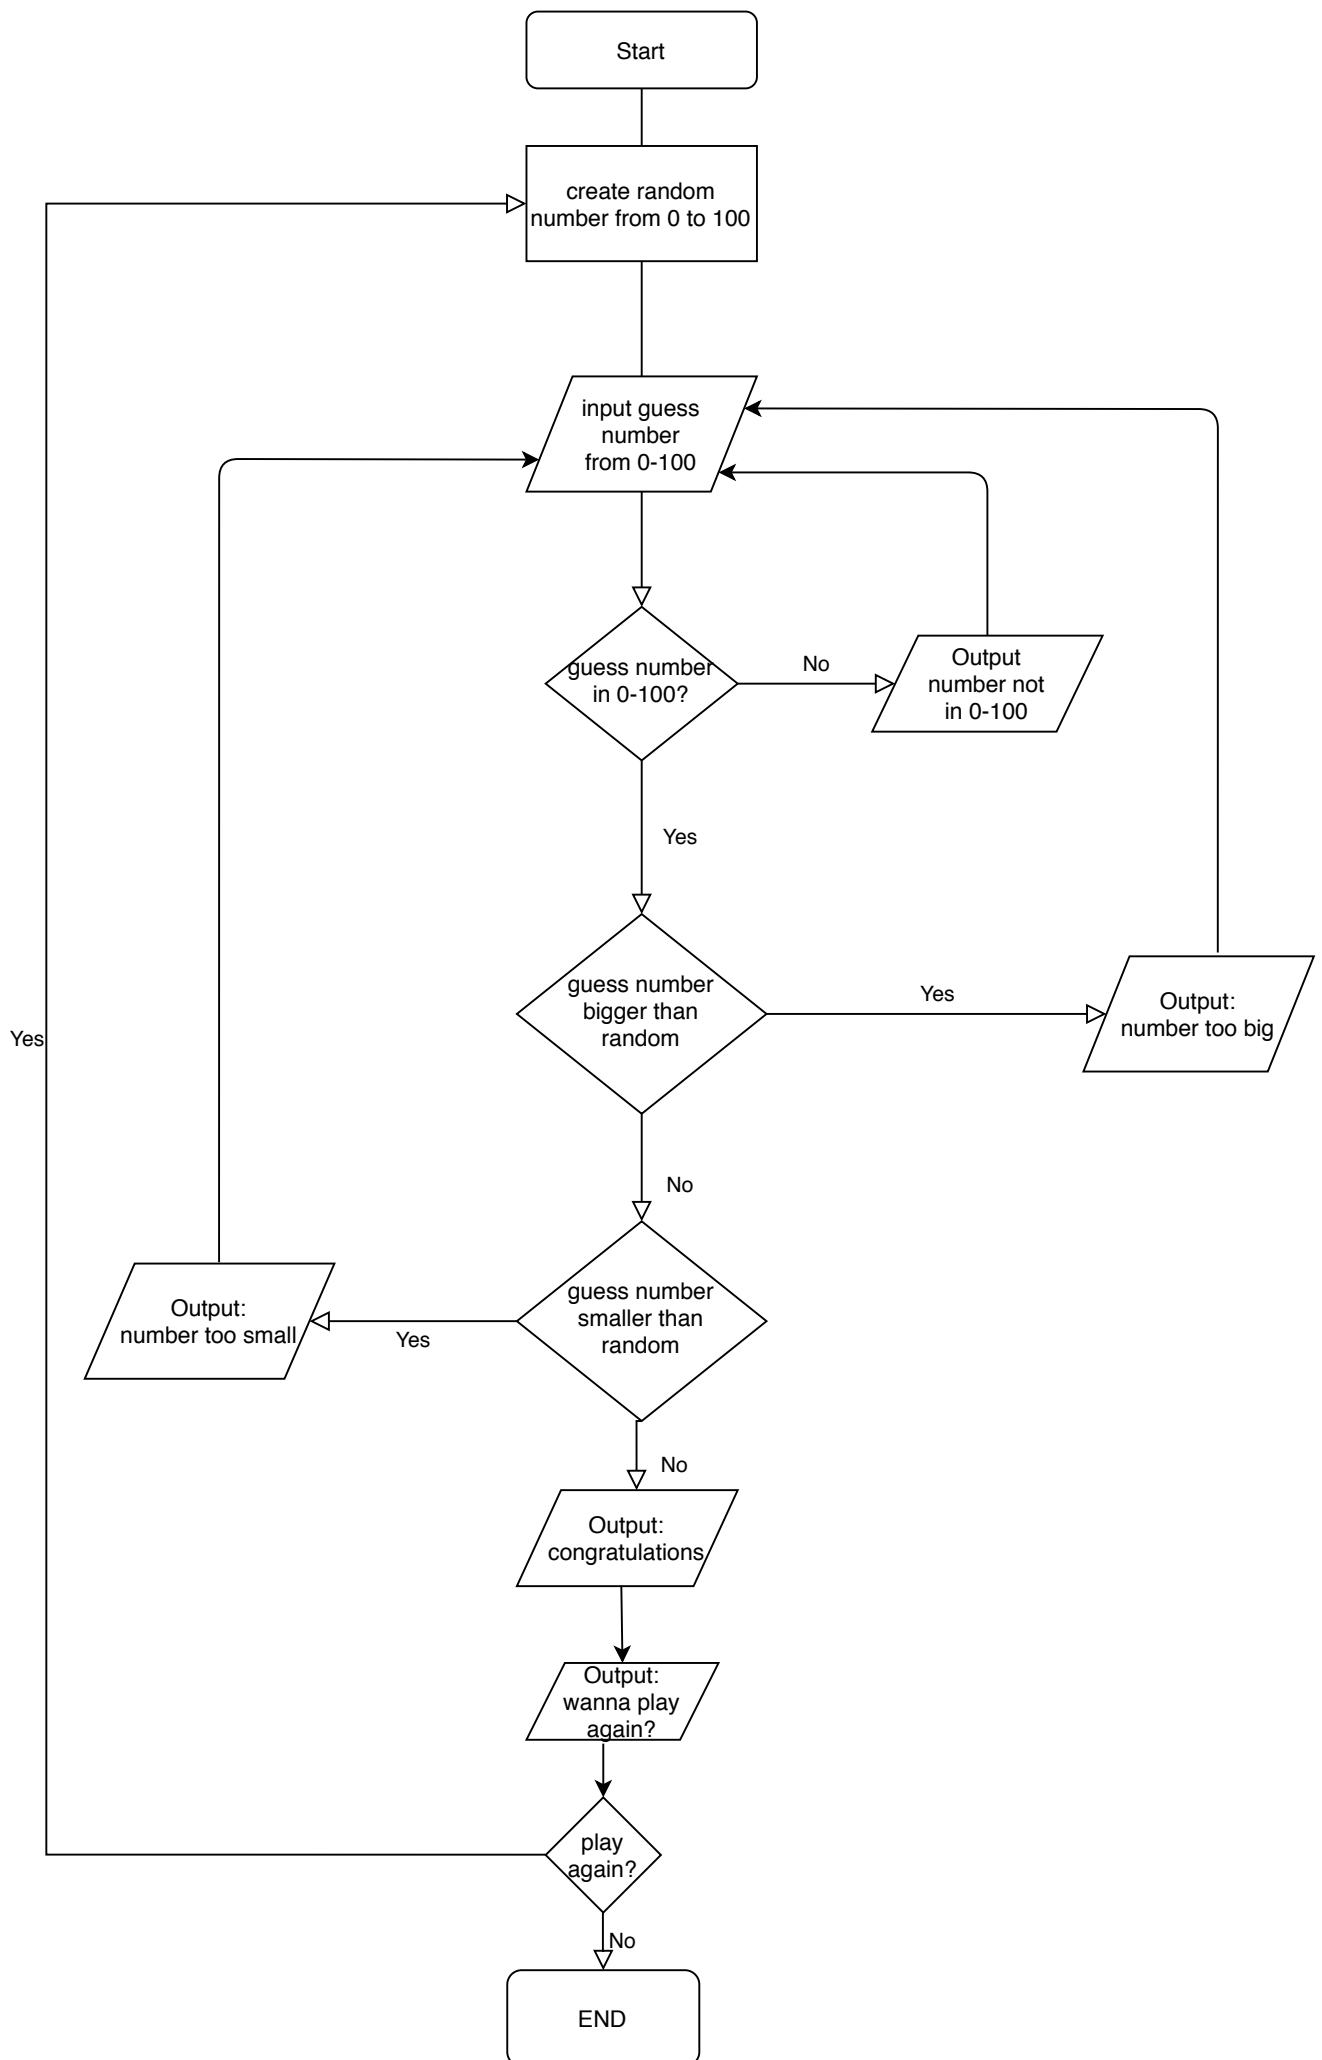 Start
create random
number from 0 to 100
input guess
number
from 0-100
guess number
in 0-100?
No
Output
number not
in 0-100
Yes
guess number
bigger than
random
Yes
Output:
number too big
Yes
No
guess number
smaller than
random
Yes
Output:
number too small
No
Output:
congratulations
Output:
wanna play
again?
play
again?
No
END